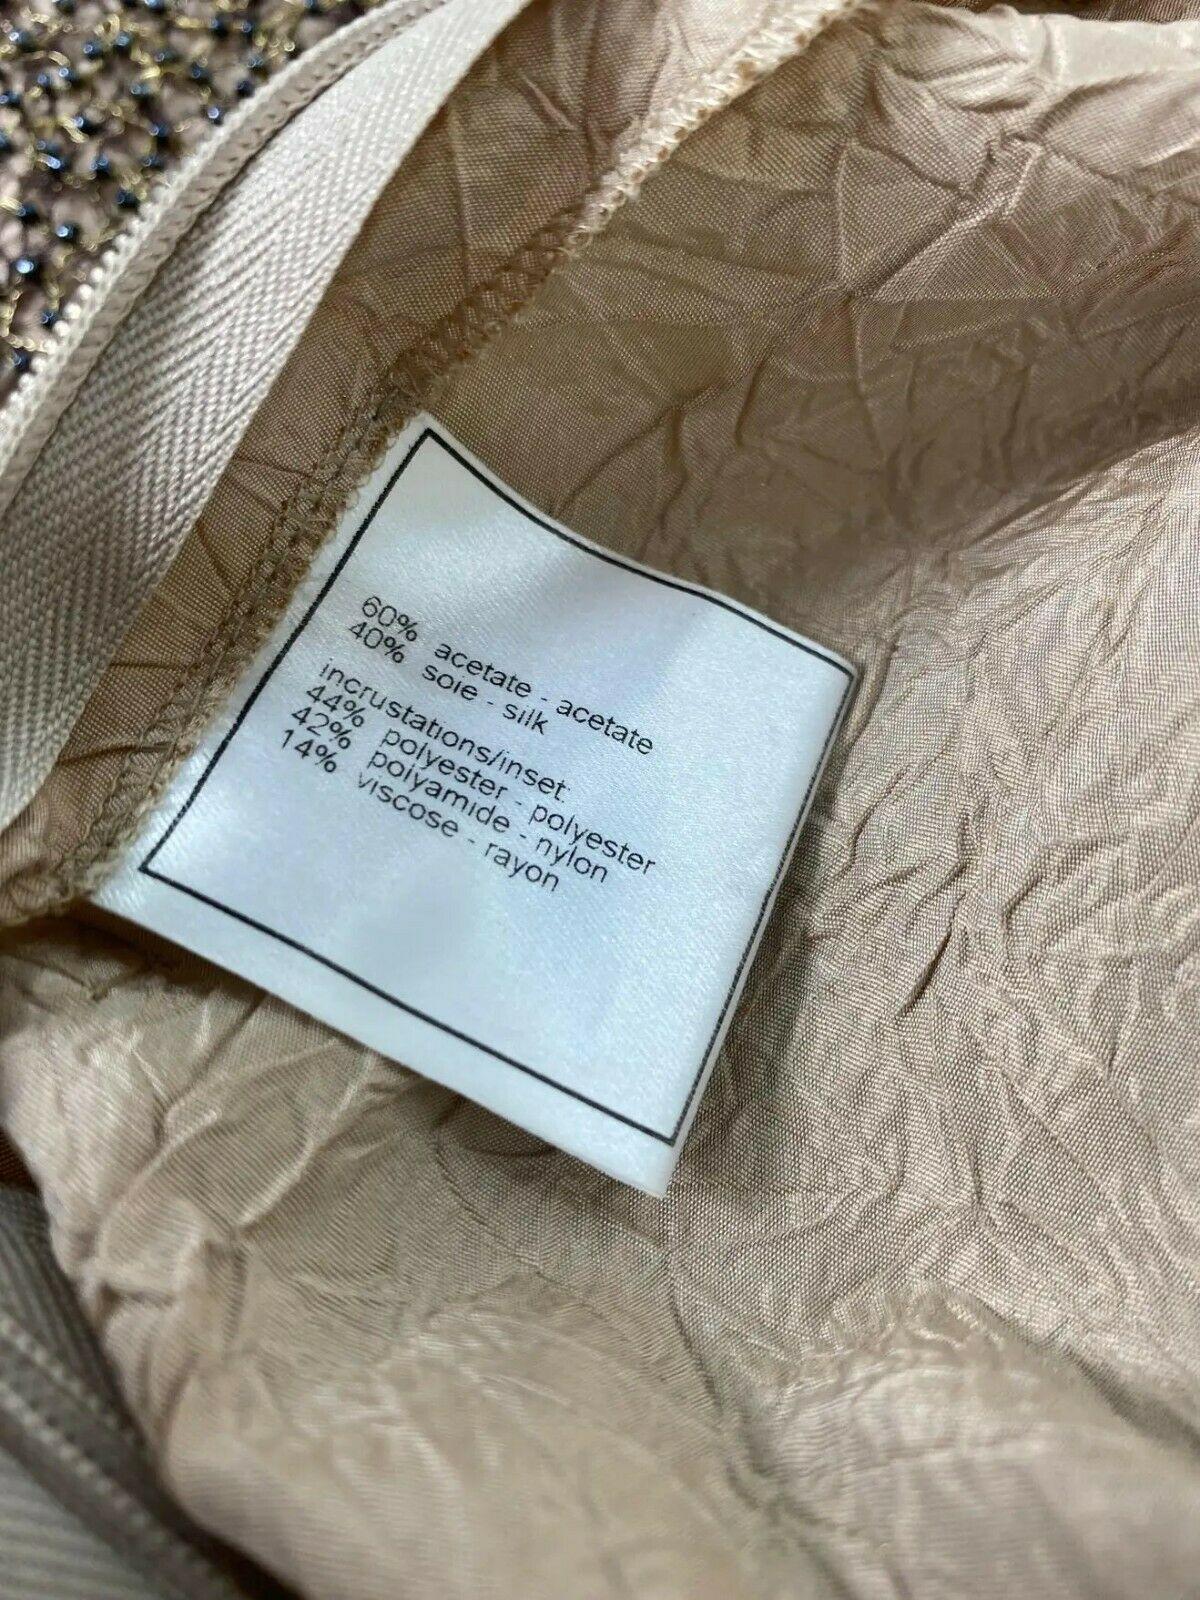 60% acetate - acetate
40% soie - silk
incrustations/inset:
44% polyester - polyester
42% polyamide - nylon
14% viscose - rayon